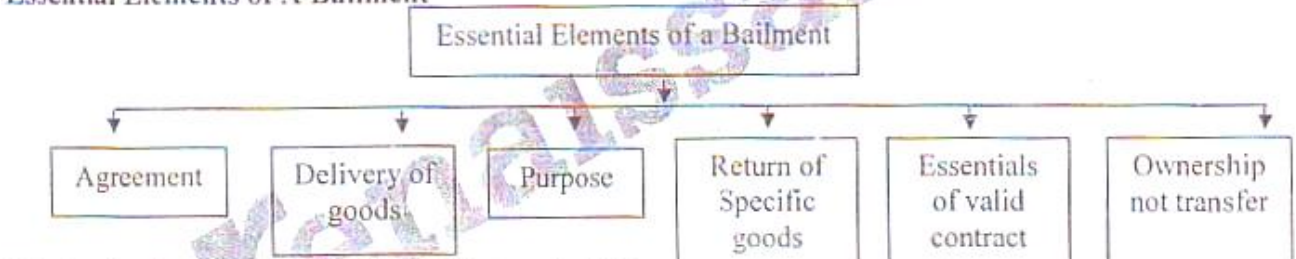 Essential Elements of A Bailment
Essential Elements of a Bailment
Agreement
Delivery of
goods
Purpose
Return of
Specific
goods
Essentials
of valid
contract
Ownership
not transfer